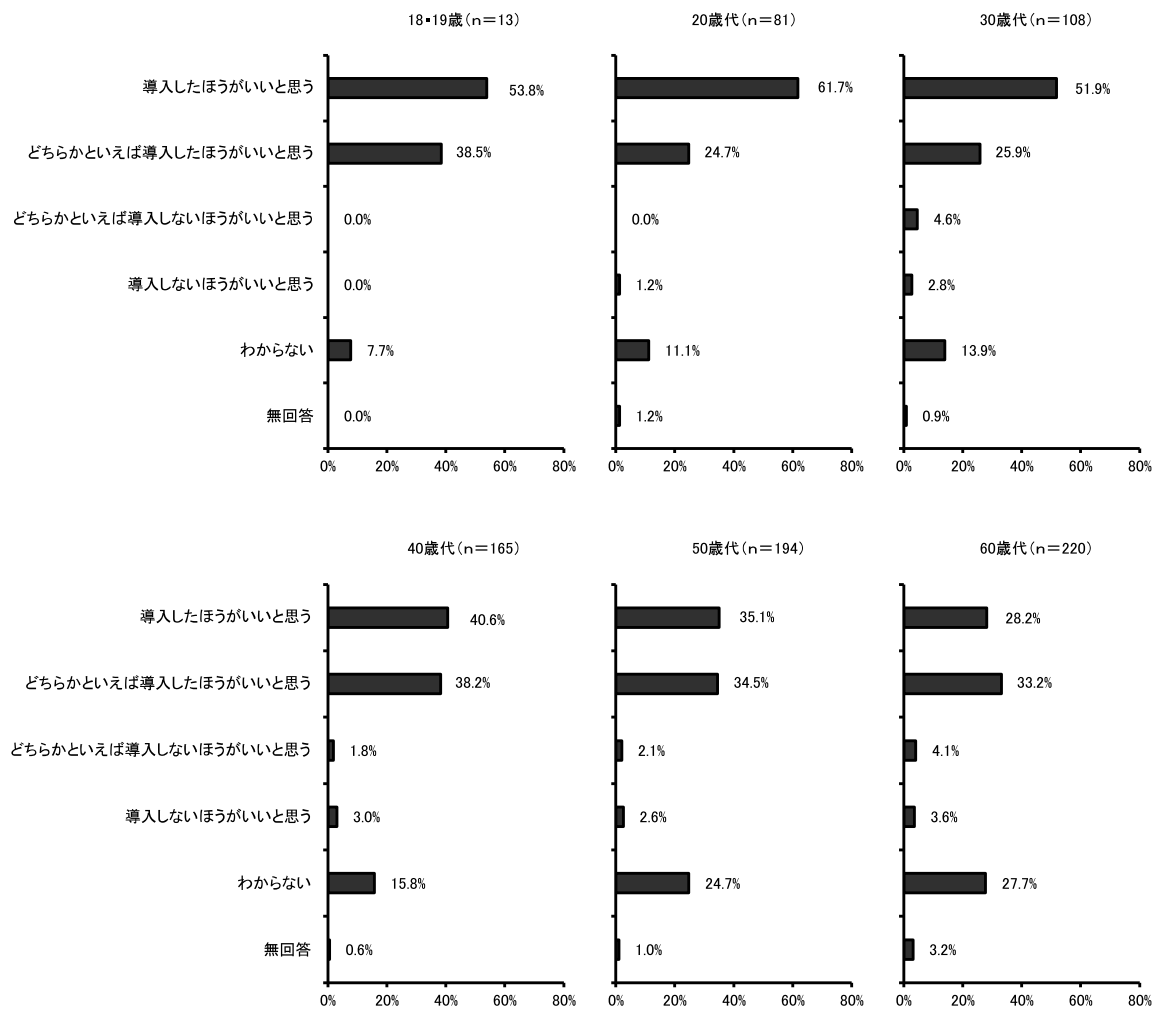 18・19歳(n=13)
20歳代(n=81)
30歳代(n=108)
導入したほうがいいと思う 53.8% 61.7% 51.9%
どちらかといえば導入したほうがいいと思う 38.5% 24.7% 25.9%
どちらかといえば導入しないほうがいいと思う 0.0% 0.0% 4.6%
導入しないほうがいいと思う 0.0% 1.2% 2.8%
わからない 7.7% 11.1% 13.9%
無回答 0.0% 1.2% 0.9%
0% 20% 40% 60% 80% 0% 20% 40% 60% 80% 0% 20% 40% 60% 80%
40歳代(n=165)
50歳代(n=194)
60歳代(n=220)
導入したほうがいいと思う 40.6% 35.1% 28.2%
どちらかといえば導入したほうがいいと思う 38.2% 34.5% 33.2%
どちらかといえば導入しないほうがいいと思う 1.8% 2.1% 4.1%
導入しないほうがいいと思う 3.0% 2.6% 3.6%
わからない 15.8% 24.7% 27.7%
無回答 0.6% 1.0% 3.2%
0% 20% 40% 60% 80% 0% 20% 40% 60% 80% 0% 20% 40% 60% 80%